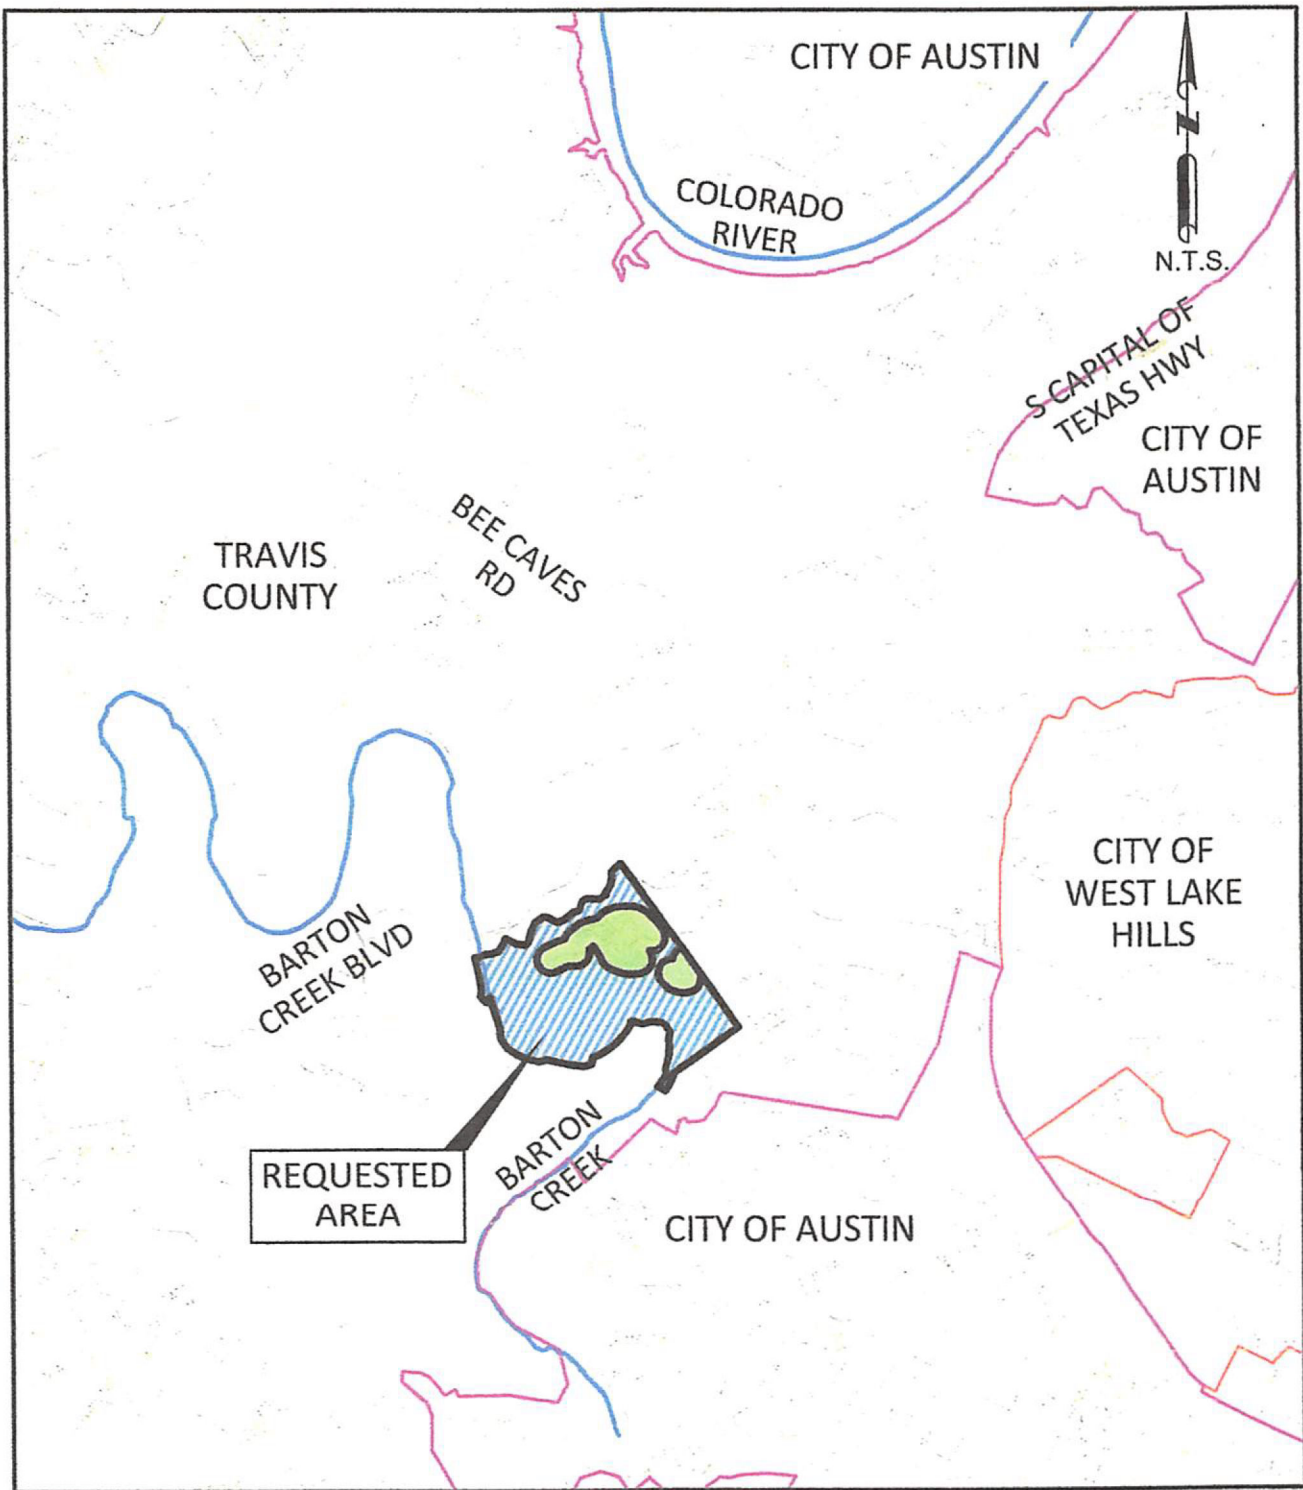 CITY OF AUSTIN
N
COLORADO
RIVER
N.T.S.
S CAPITAL OF
TEXAS HWY
CITY OF
AUSTIN
BEE CAVES
RD
TRAVIS
COUNTY
CITY OF
WEST LAKE
HILLS
BARTON
CREEK BLVD
BARTON
CREEK
REQUESTED
AREA
CITY OF AUSTIN